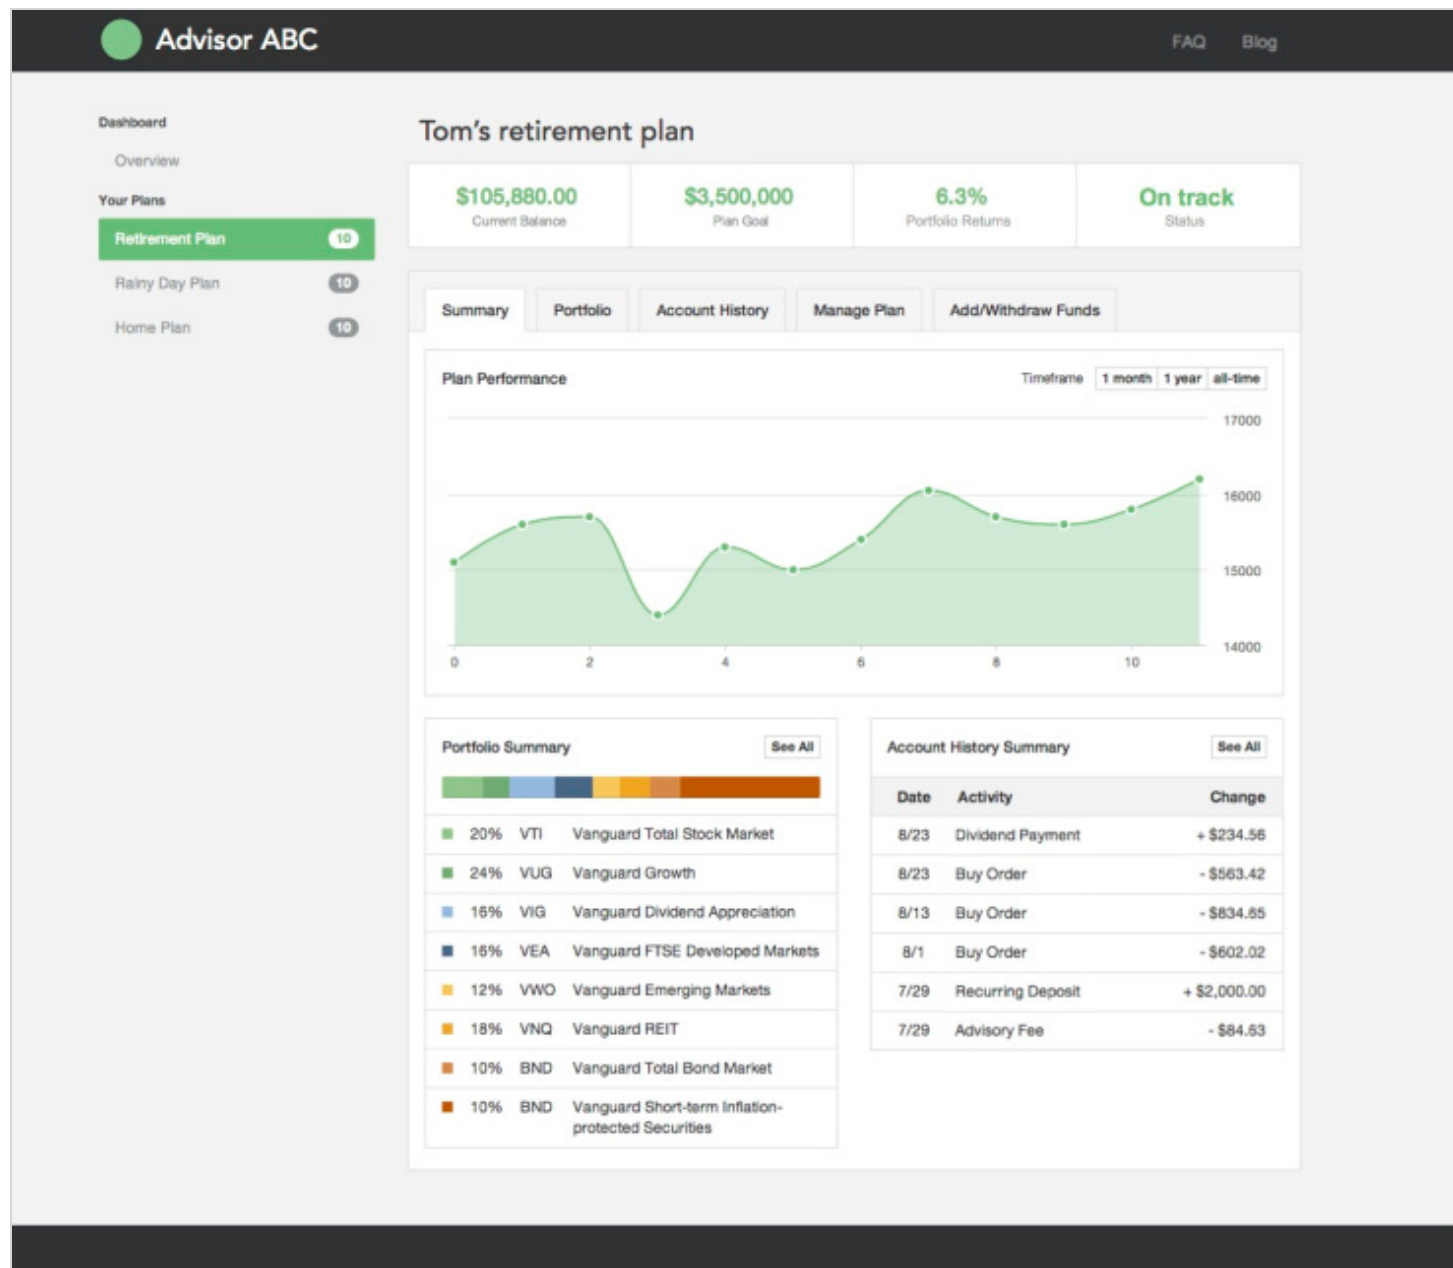 Advisor ABC
FAQ Blog
Dashboard
Overview
Your Plans
Retirement Plan 10
Rainy Day Plan 10
Home Plan 10
Tom's retirement plan
$105,880.00 $3,500,000 6.3% On track
Current Balance Plan Goal Portfolio Returns Status
Summary Portfolio Account History Manage Plan Add/Withdraw Funds
Plan Performance Timeframe 1 month 1 year all-time
17000
16000
15000
14000
0 2 4 6 8 10
Portfolio Summary See All
20% VTI Vanguard Total Stock Market
24% VUG Vanguard Growth
16% VIG Vanguard Dividend Appreciation
16% VEA Vanguard FTSE Developed Markets
12% VWO Vanguard Emerging Markets
18% VNQ Vanguard REIT
10% BND Vanguard Total Bond Market
10% BND Vanguard Short-term Inflation-
protected Securities
Account History Summary See All
Date Activity Change
8/23 Dividend Payment + $234.56
8/23 Buy Order - $563.42
8/13 Buy Order - $834.65
8/1 Buy Order - $602.02
7/29 Recurring Deposit + $2,000.00
7/29 Advisory Fee - $84.63